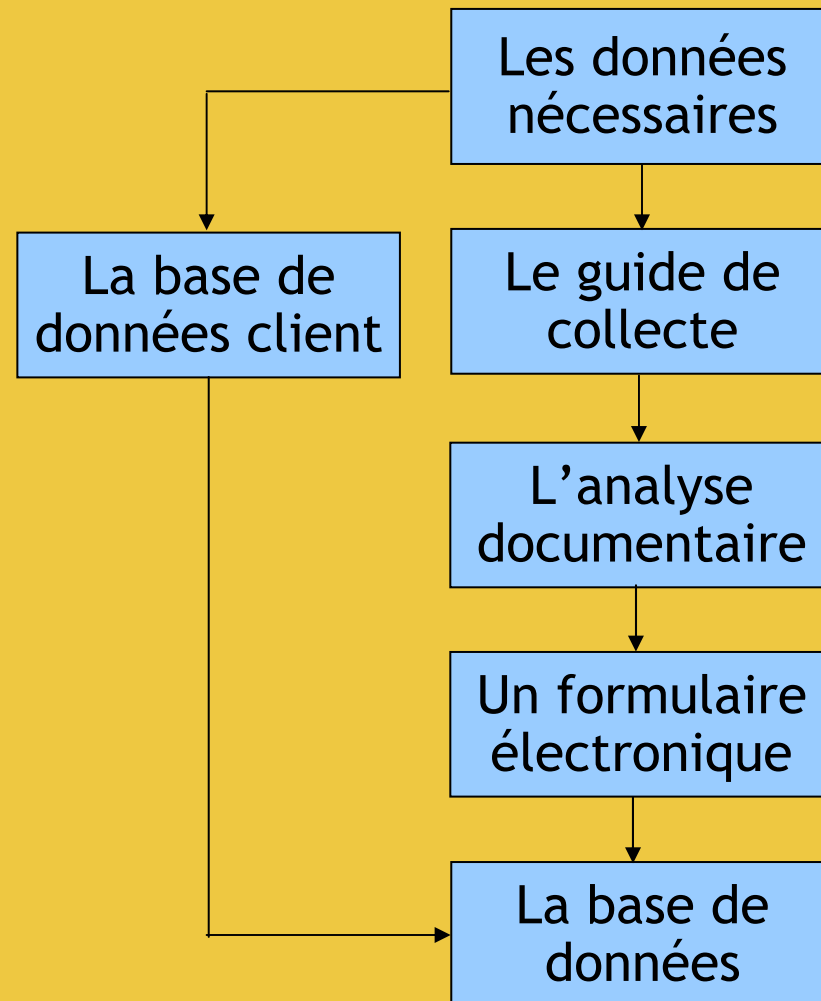 Les données
nécessaires
La base de
données client
Le guide de
collecte
L’analyse
documentaire
Un formulaire
électronique
La base de
données